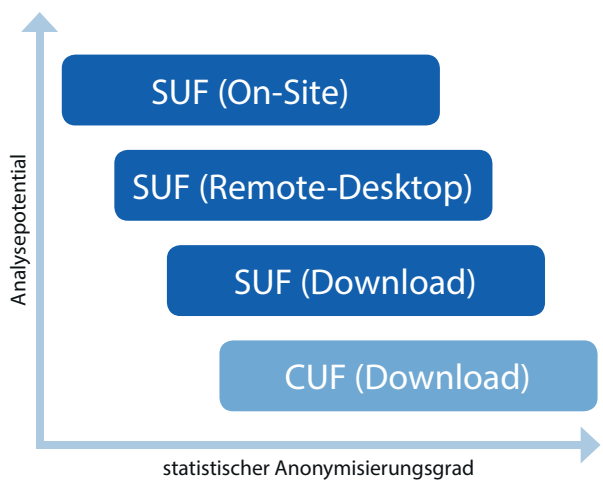 SUF (On-Site)
SUF (Remote-Desktop)
SUF (Download)
CUF (Download)
Analysepotential
statistischer Anonymisierungsgrad